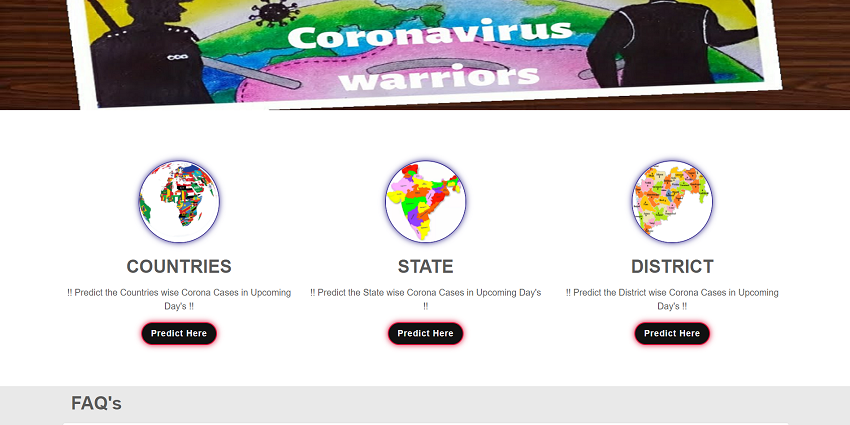 Coronavirus
warriors
COUNTRIES
!! Predict the Countries wise Corona Cases in Upcoming
Day's !!
Predict Here
STATE
!! Predict the State wise Corona Cases in Upcoming Day's
!!
Predict Here
DISTRICT
!! Predict the District wise Corona Cases in Upcoming
Day's !!
Predict Here
FAQ's